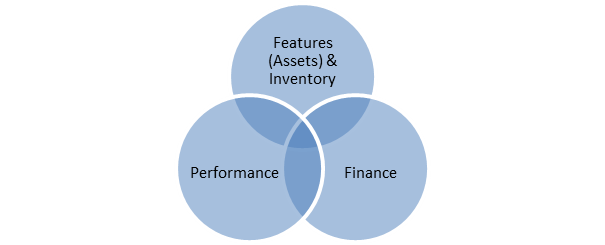 Features
(Assets) &
Inventory
Performance
Finance